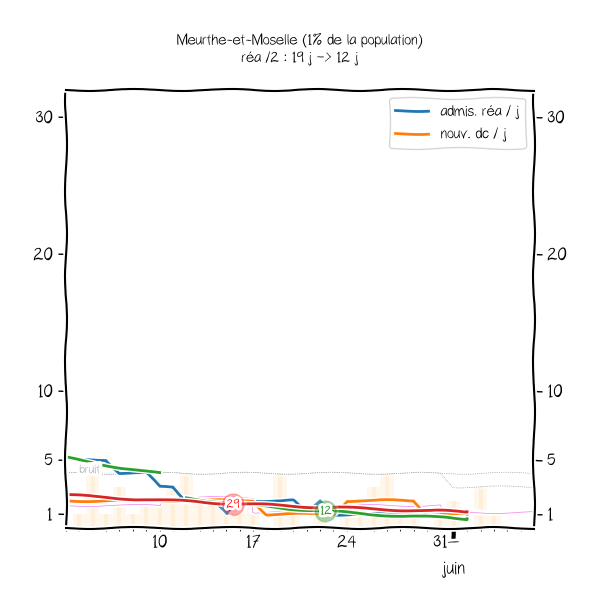 Meurthe-et-Moselle (1% de la population)
réa /2 : 19 j -> 12 j
admis. réa / j
nouv. dc / j
30 30
20 20
10 10
5 5
bruit
29
12
1 1
10 17 24 31
juin